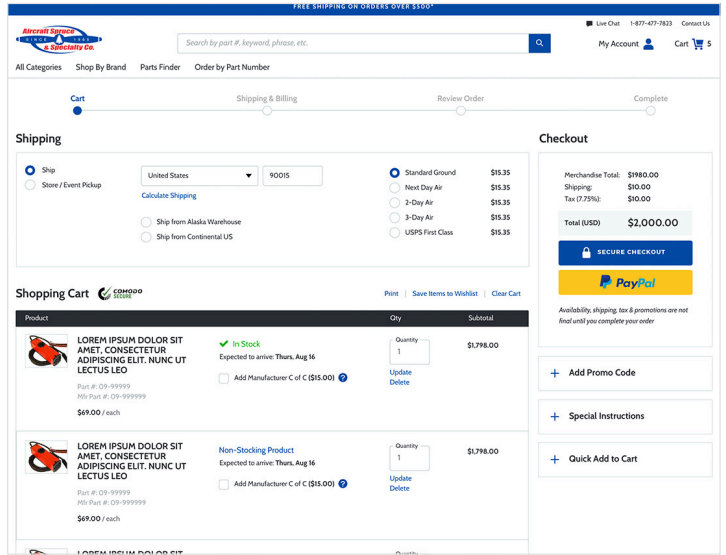 FREE SHIPPING ON ORDERS OVER $500*
Live Chat 1-877-477-7823 Contact Us
Aircraft Spruce
SINCE 1965
& Specialty Co.
Search by part #, keyword, phrase, etc.
My Account Cart 5
All Categories Shop By Brand Parts Finder Order by Part Number
Cart Shipping & Billing Review Order Complete
Shipping
Ship
Store / Event Pickup
United States 90015
Calculate Shipping
Ship from Alaska Warehouse
Ship from Continental US
Standard Ground $15.35
Next Day Air $15.35
2-Day Air $15.35
3-Day Air $15.35
USPS First Class $15.35
Checkout
Merchandise Total: $1980.00
Shipping: $10.00
Tax (7.75%): $10.00
Total (USD) $2,000.00
SECURE CHECKOUT
PayPal
Availability, shipping, tax & promotions are not
final until you complete your order
Add Promo Code
Special Instructions
Quick Add to Cart
Shopping Cart COMODO
SECURE
Print | Save Items to Wishlist | Clear Cart
Product Qty Subtotal
LOREM IPSUM DOLOR SIT
AMET, CONSECTETUR
ADIPISCING ELIT. NUNC UT
LECTUS LEO
Part #: 09-99999
Mfr Part #: 09-999999
$69.00 / each
In Stock
Expected to arrive: Thurs, Aug 16
Add Manufacturer C of C ($15.00) ?
Quantity
1
Update
Delete
$1,798.00
LOREM IPSUM DOLOR SIT
AMET, CONSECTETUR
ADIPISCING ELIT. NUNC UT
LECTUS LEO
Part #: 09-99999
Mfr Part #: 09-999999
$69.00 / each
Non-Stocking Product
Expected to arrive: Thurs, Aug 16
Add Manufacturer C of C ($15.00) ?
Quantity
1
Update
Delete
$1,798.00
LOREM IPSUM DOLOR SIT
Quantity